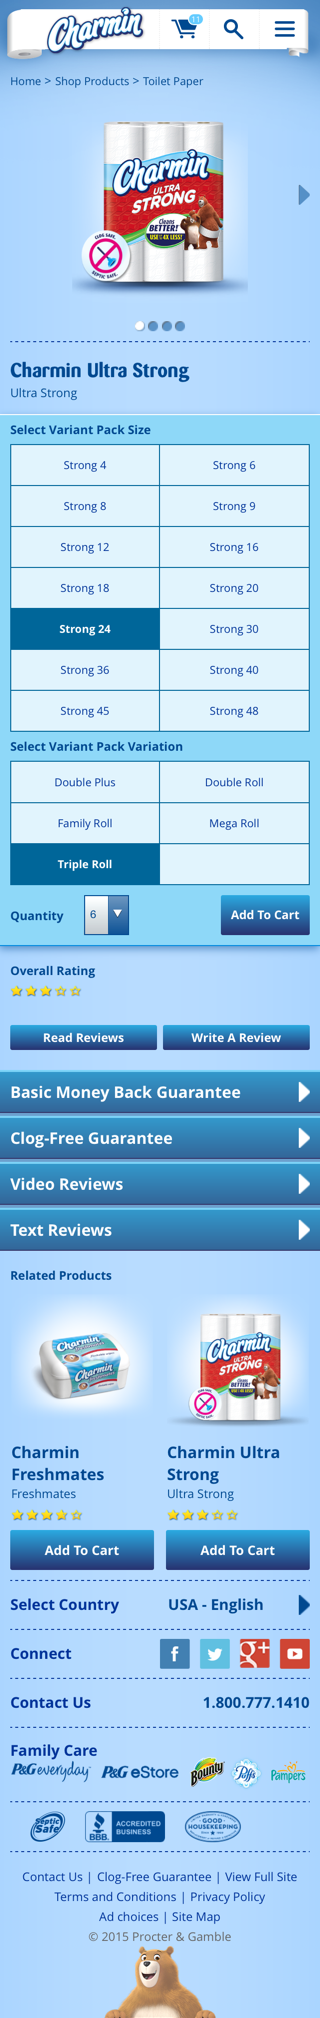 Charmin
11
Home > Shop Products > Toilet Paper
Charmin
ULTRA
STRONG
Cleans
BETTER!
USE UP TO 4X LESS!
CLOG SAFE.
SEPTIC SAFE.
Charmin Ultra Strong
Ultra Strong
Select Variant Pack Size
Strong 4 Strong 6
Strong 8 Strong 9
Strong 12 Strong 16
Strong 18 Strong 20
Strong 24 Strong 30
Strong 36 Strong 40
Strong 45 Strong 48
Select Variant Pack Variation
Double Plus Double Roll
Family Roll Mega Roll
Triple Roll
Quantity 6 Add To Cart
Overall Rating
Read Reviews Write A Review
Basic Money Back Guarantee
Clog-Free Guarantee
Video Reviews
Text Reviews
Related Products
Charmin
Charmin
Charmin
ULTRA
STRONG
Charmin Freshmates
Freshmates
Charmin Ultra Strong
Ultra Strong
Add To Cart Add To Cart
Select Country USA - English
Connect f g+
Contact Us 1.800.777.1410
Family Care
P&G everyday P&G eStore Bounty Puffs Pampers
Septic Safe BBB. ACCREDITED BUSINESS GOOD HOUSEKEEPING
Contact Us | Clog-Free Guarantee | View Full Site
Terms and Conditions | Privacy Policy
Ad choices | Site Map
© 2015 Procter & Gamble